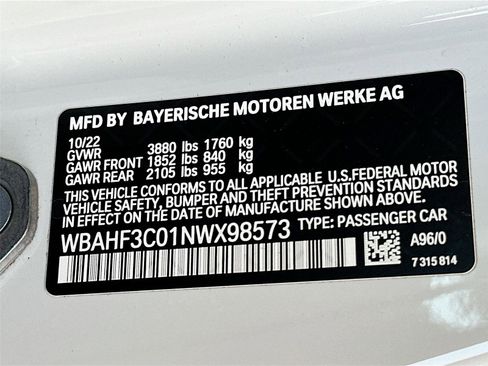 MFD BY BAYERISCHE MOTOREN WERKE AG
10/22
GVWR 3880 lbs 1760 kg
GAWR FRONT 1852 lbs 840 kg
GAWR REAR 2105 lbs 955 kg
THIS VEHICLE CONFORMS TO ALL APPLICABLE U.S.FEDERAL MOTOR
VEHICLE SAFETY, BUMPER AND THEFT PREVENTION STANDARDS
IN EFFECT ON THE DATE OF MANUFACTURE SHOWN ABOVE.
WBAHF3C01NWX98573 TYPE: PASSENGER CAR
A96/0
7 315 814